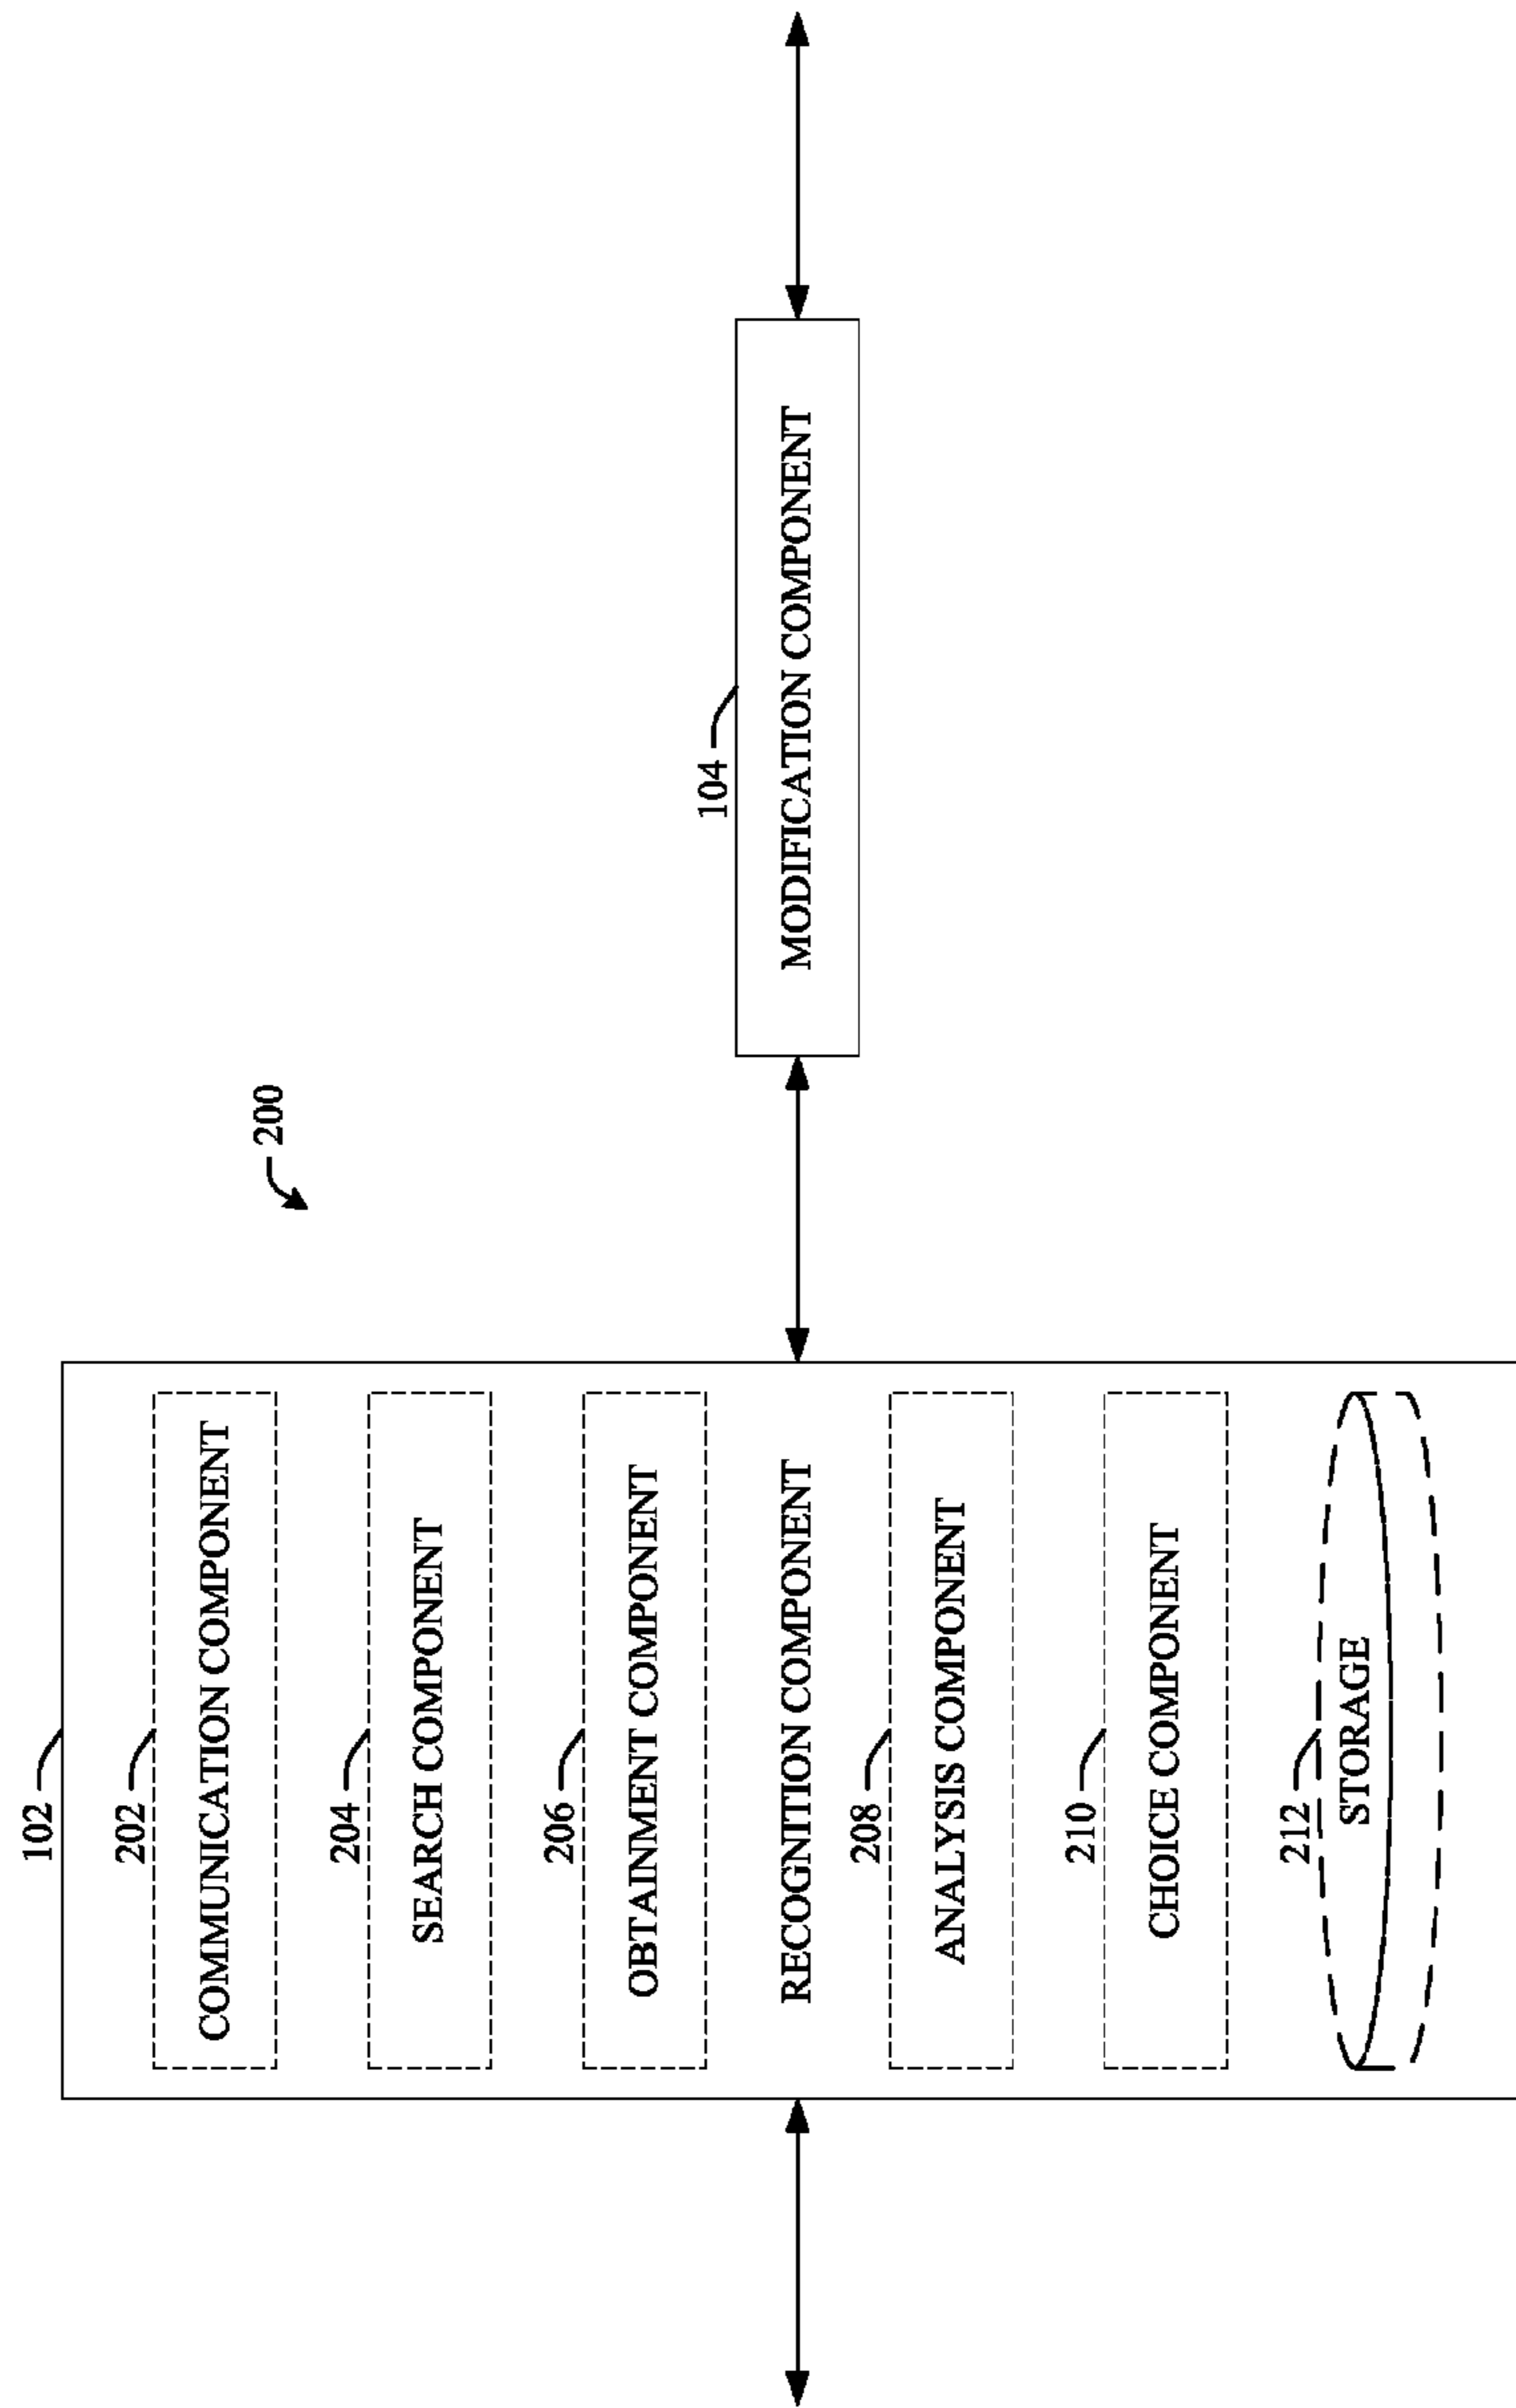 200
102
202
COMMUNICATION COMPONENT
204
SEARCH COMPONENT
206
OBTAINMENT COMPONENT
RECOGNITION COMPONENT
208
ANALYSIS COMPONENT
210
CHOICE COMPONENT
212
STORAGE
104
MODIFICATION COMPONENT